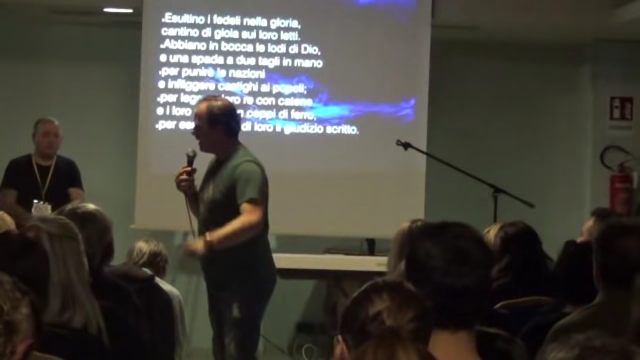 .Esultino i fedeli nella gloria,
cantino di gioia sui loro letti.
.Abbiano in bocca le lodi di Dio,
e una spada a due tagli in mano
.per punire le nazioni
e infliggere castighi ai popoli;
.per loro re con catene
e i loro ceppi di ferro,
.per di loro il giudizio scritto.